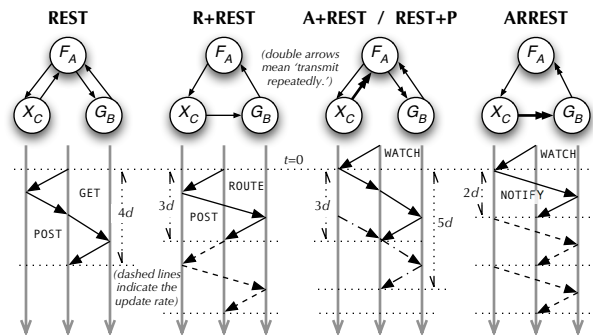 REST
R+REST
A+REST / REST+P
ARREST
F_A
X_C
G_B
F_A
X_C
G_B
(double arrows
mean 'transmit
repeatedly.')
F_A
X_C
G_B
F_A
X_C
G_B
t=0
GET
POST
4d
(dashed lines
indicate the
update rate)
3d
ROUTE
POST
WATCH
3d
5d
WATCH
2d
NOTIFY